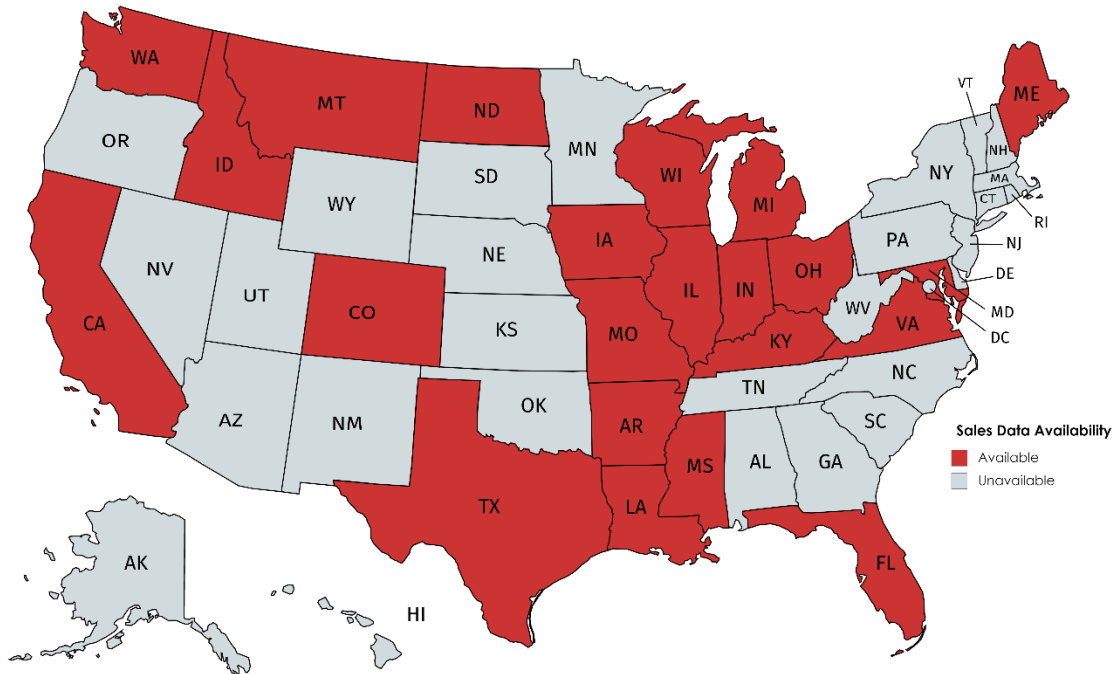 WA
MT
ND
MN
VT
ME
OR
ID
SD
WI
MI
NY
NH
MA
CT
RI
WY
IA
PA
NJ
NE
NV
UT
CO
IL
IN
OH
DE
WV
MD
DC
CA
KS
MO
KY
VA
AZ
NM
OK
TN
NC
AR
SC
MS
AL
GA
TX
LA
FL
AK
HI
Sales Data Availability
Available
Unavailable